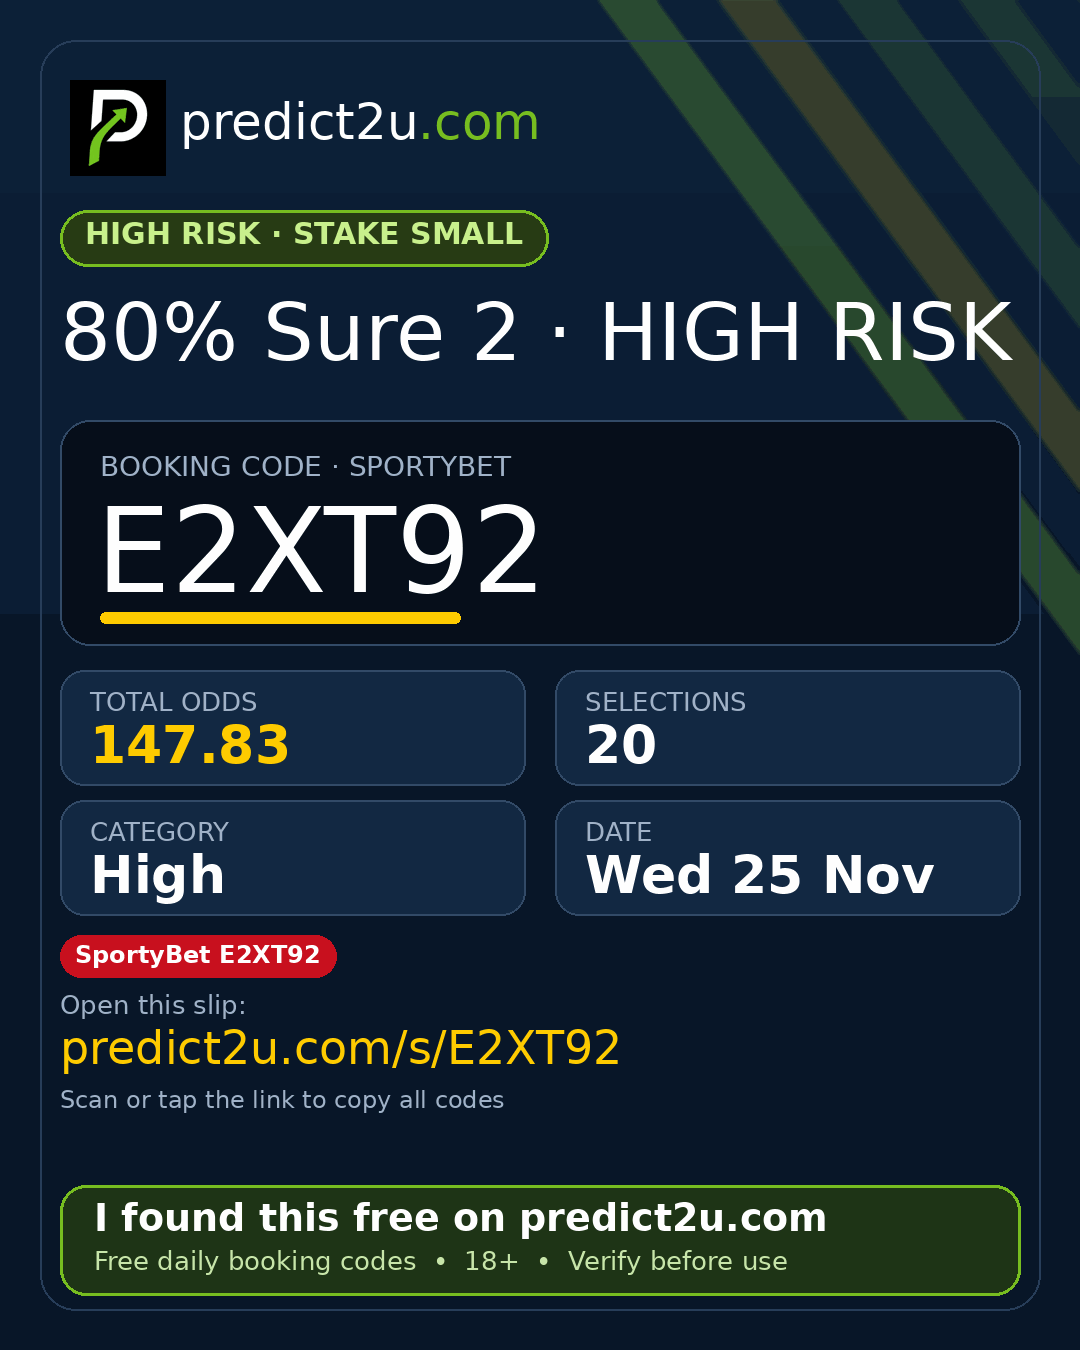 predict2u.com
HIGH RISK · STAKE SMALL
80% Sure 2 · HIGH RISK
BOOKING CODE · SPORTYBET
E2XT92
TOTAL ODDS
147.83
SELECTIONS
20
CATEGORY
High
DATE
Wed 25 Nov
SportyBet E2XT92
Open this slip:
predict2u.com/s/E2XT92
Scan or tap the link to copy all codes
I found this free on predict2u.com
Free daily booking codes • 18+ • Verify before use